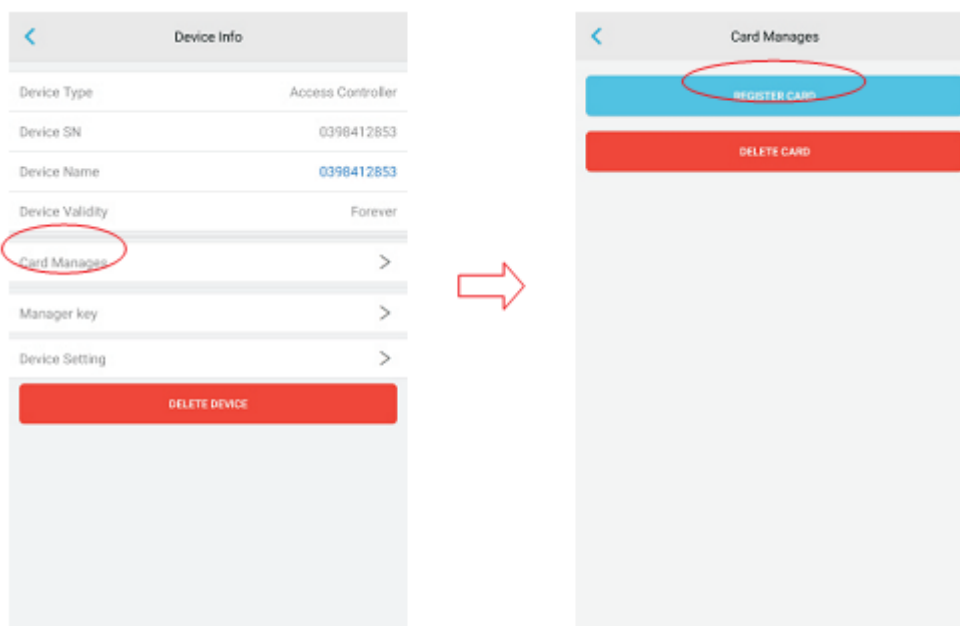 Device Info
Device Type Access Controller
Device SN 0398412853
Device Name 0398412853
Device Validity Forever
Card Manages
Manager key
Device Setting
DELETE DEVICE
Card Manages
REGISTER CARD
DELETE CARD